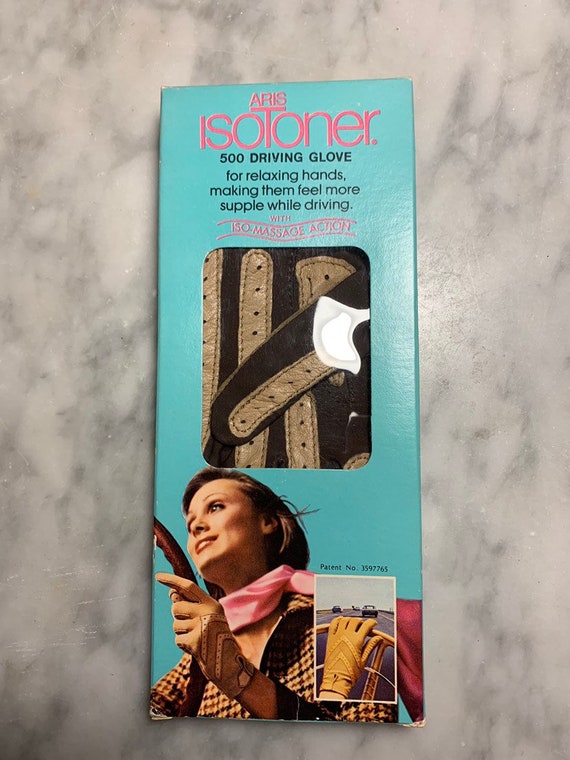 ARIS
ISOTONER.
500 DRIVING GLOVE
for relaxing hands,
making them feel more
supple while driving.
WITH
ISO-MASSAGE ACTION
Patent No. 3597765